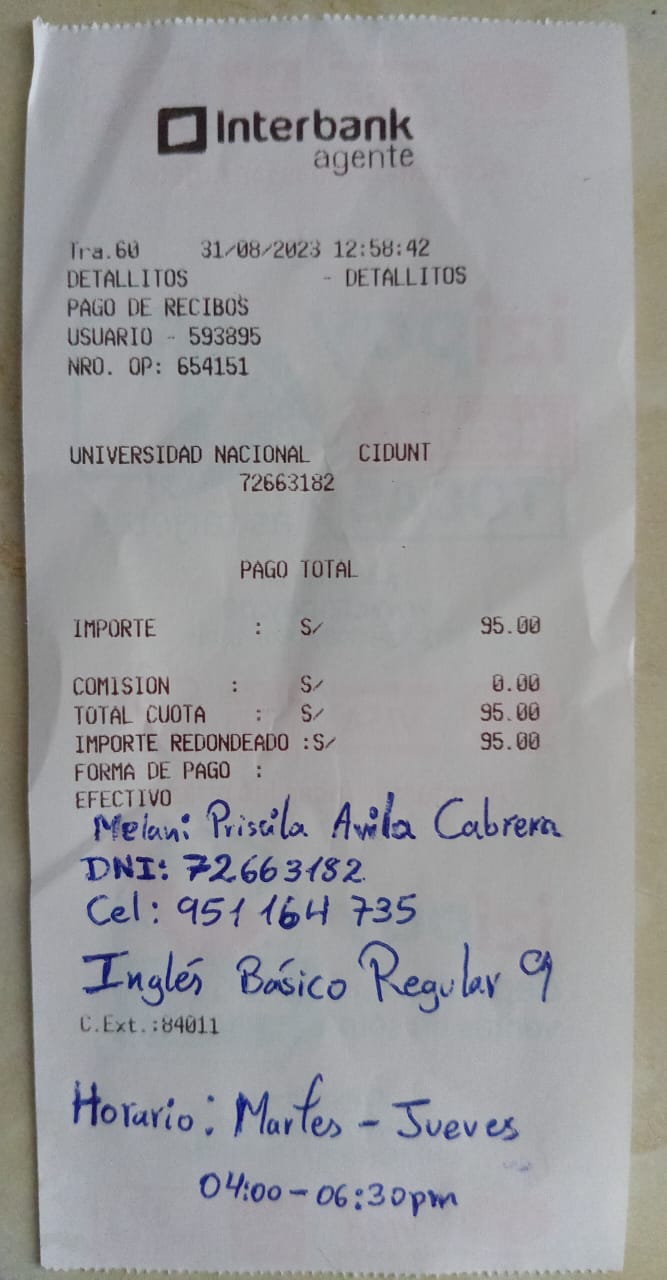 Interbank
agente
Tra.60 31/08/2023 12:58:42
DETALLITOS - DETALLITOS
PAGO DE RECIBOS
USUARIO - 593895
NRO. OP: 654151
UNIVERSIDAD NACIONAL CIDUNT
72663182
PAGO TOTAL
IMPORTE : S/ 95.00
COMISION : S/ 0.00
TOTAL CUOTA : S/ 95.00
IMPORTE REDONDEADO :S/ 95.00
FORMA DE PAGO :
EFECTIVO
Melani Priscila Avila Cabrera
DNI: 72663182
Cel: 951 164 735
Inglés Básico Regular 9
C.Ext.:84011
Horario: Martes - Jueves
04:00-06:30pm